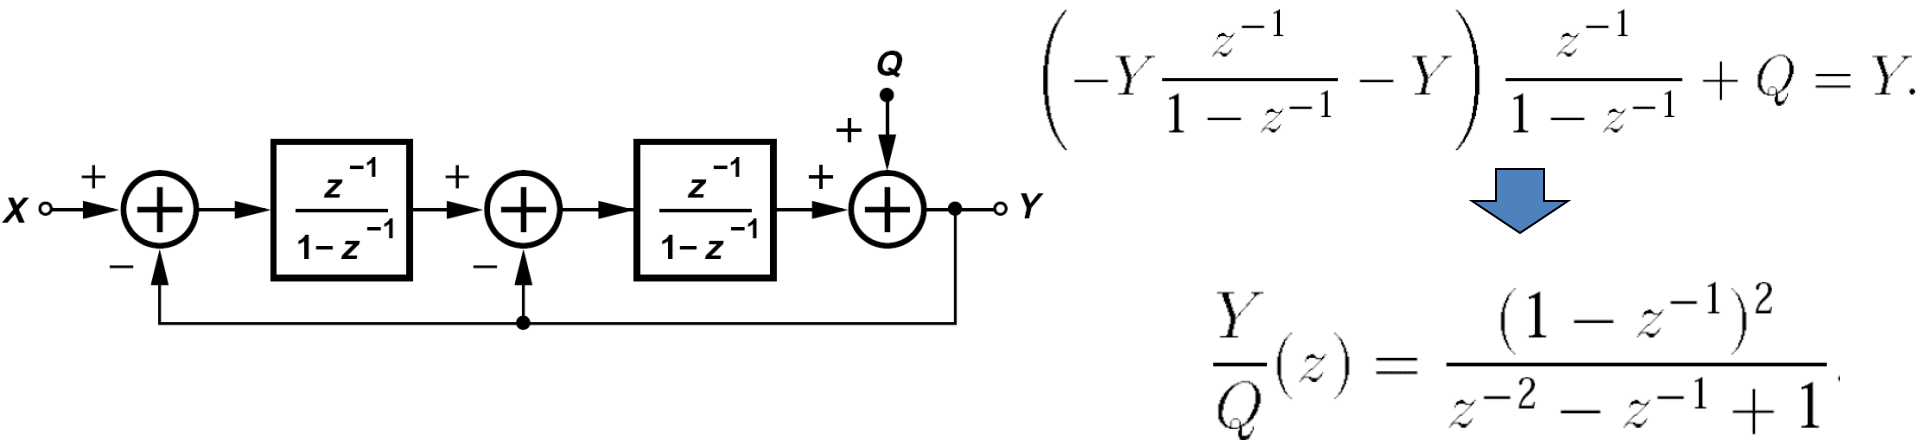 Q
+
X + + + Y
z^{-1} / (1 - z^{-1})
z^{-1} / (1 - z^{-1})
− −
(−Y z^{-1} / (1 − z^{-1}) − Y) z^{-1} / (1 − z^{-1}) + Q = Y.
Y/Q (z) = (1 − z^{-1})^2 / (z^{-2} − z^{-1} + 1).